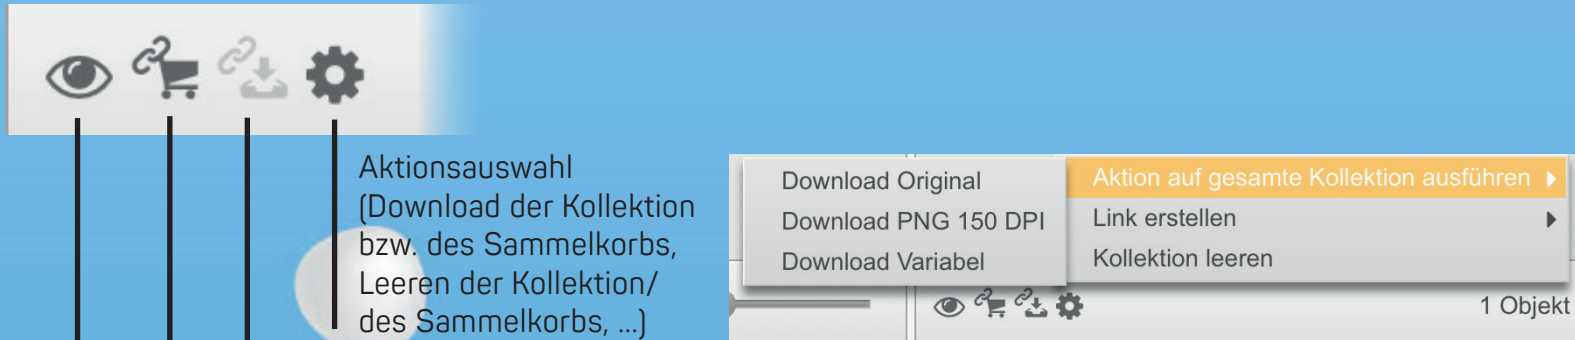 Aktionsauswahl
(Download der Kollektion
bzw. des Sammelkorbs,
Leeren der Kollektion/
des Sammelkorbs, ...)
Download Original
Download PNG 150 DPI
Download Variabel
Aktion auf gesamte Kollektion ausführen
Link erstellen
Kollektion leeren
1 Objekt